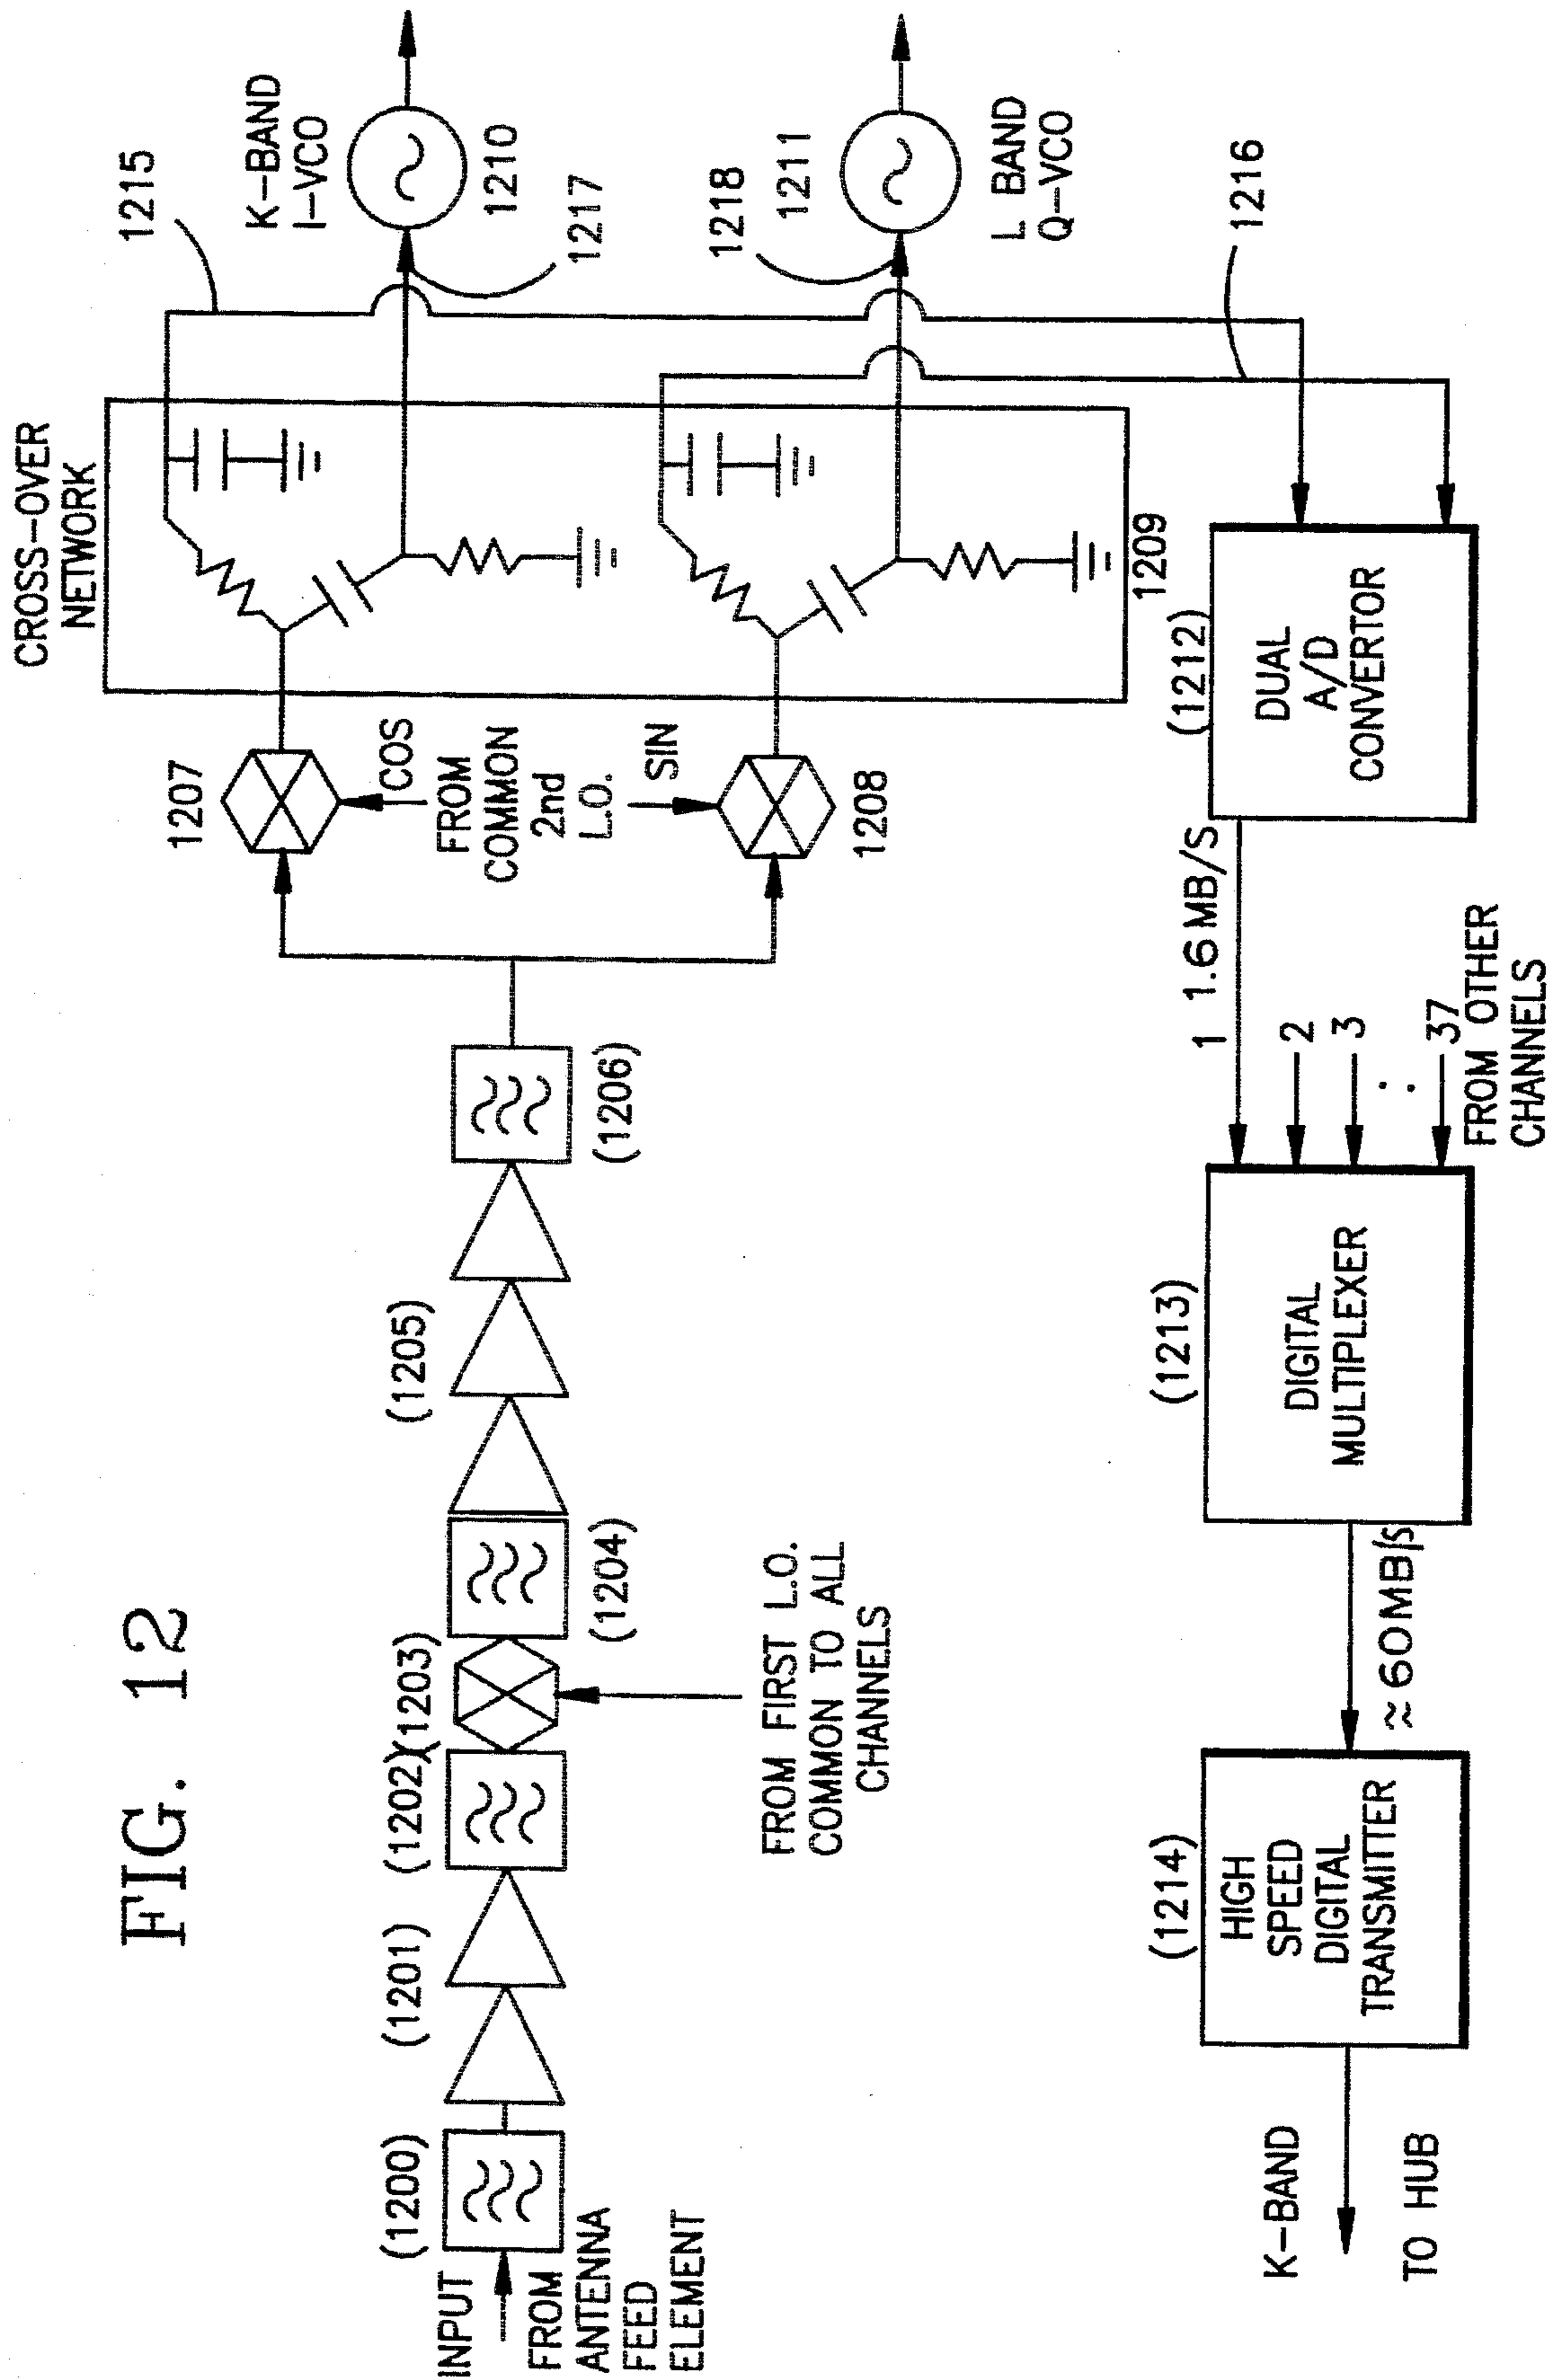 FIG. 12
INPUT
FROM
ANTENNA
FEED
ELEMENT
(1200)
(1201)
(1202)
(1203)
(1204)
FROM FIRST L.O.
COMMON TO ALL
CHANNELS
(1205)
(1206)
1207
COS
FROM
COMMON
2nd
L.O.
SIN
1208
CROSS-OVER
NETWORK
1209
1215
K-BAND
I-VCO
1210
1217
1218
1211
L BAND
Q-VCO
1216
K-BAND
TO HUB
(1214)
HIGH
SPEED
DIGITAL
TRANSMITTER
≈ 60MB/S
(1213)
DIGITAL
MULTIPLEXER
1 1.6 MB/S
2
3
:
37
FROM OTHER
CHANNELS
(1212)
DUAL
A/D
CONVERTOR